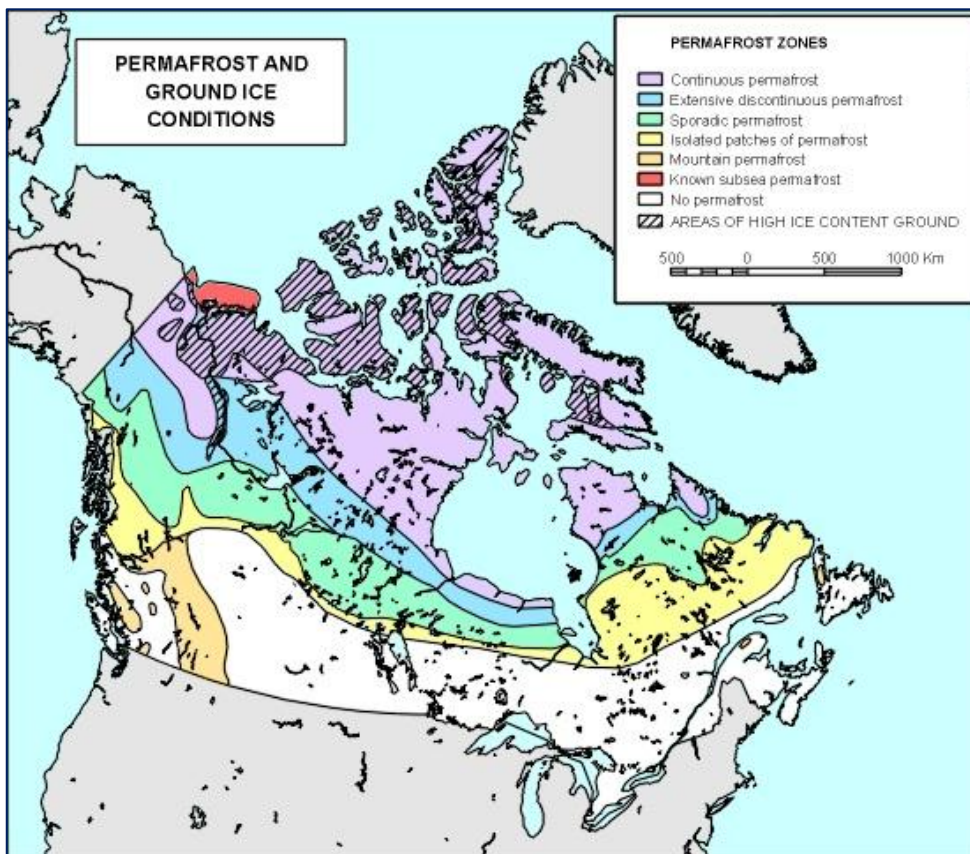 PERMAFROST AND
GROUND ICE
CONDITIONS
PERMAFROST ZONES
Continuous permafrost
Extensive discontinuous permafrost
Sporadic permafrost
Isolated patches of permafrost
Mountain permafrost
Known subsea permafrost
No permafrost
AREAS OF HIGH ICE CONTENT GROUND
500 0 500 1000 Km